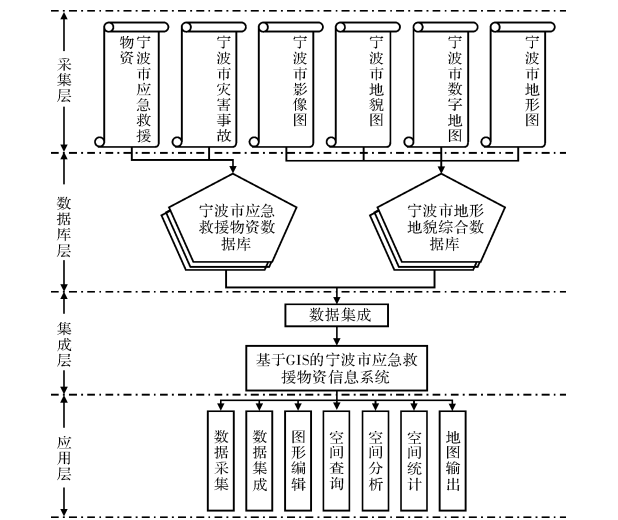 采集层
宁波市应急救援
物资
宁波市灾害事故
宁波市影像图
宁波市地貌图
宁波市数字地图
宁波市地形图
数据库层
宁波市应急
救援物资数
据库
宁波市地形
地貌综合数
据库
集成层
数据集成
基于GIS的宁波市应急救
援物资信息系统
应用层
数据采集
数据集成
图形编辑
空间查询
空间分析
空间统计
地图输出